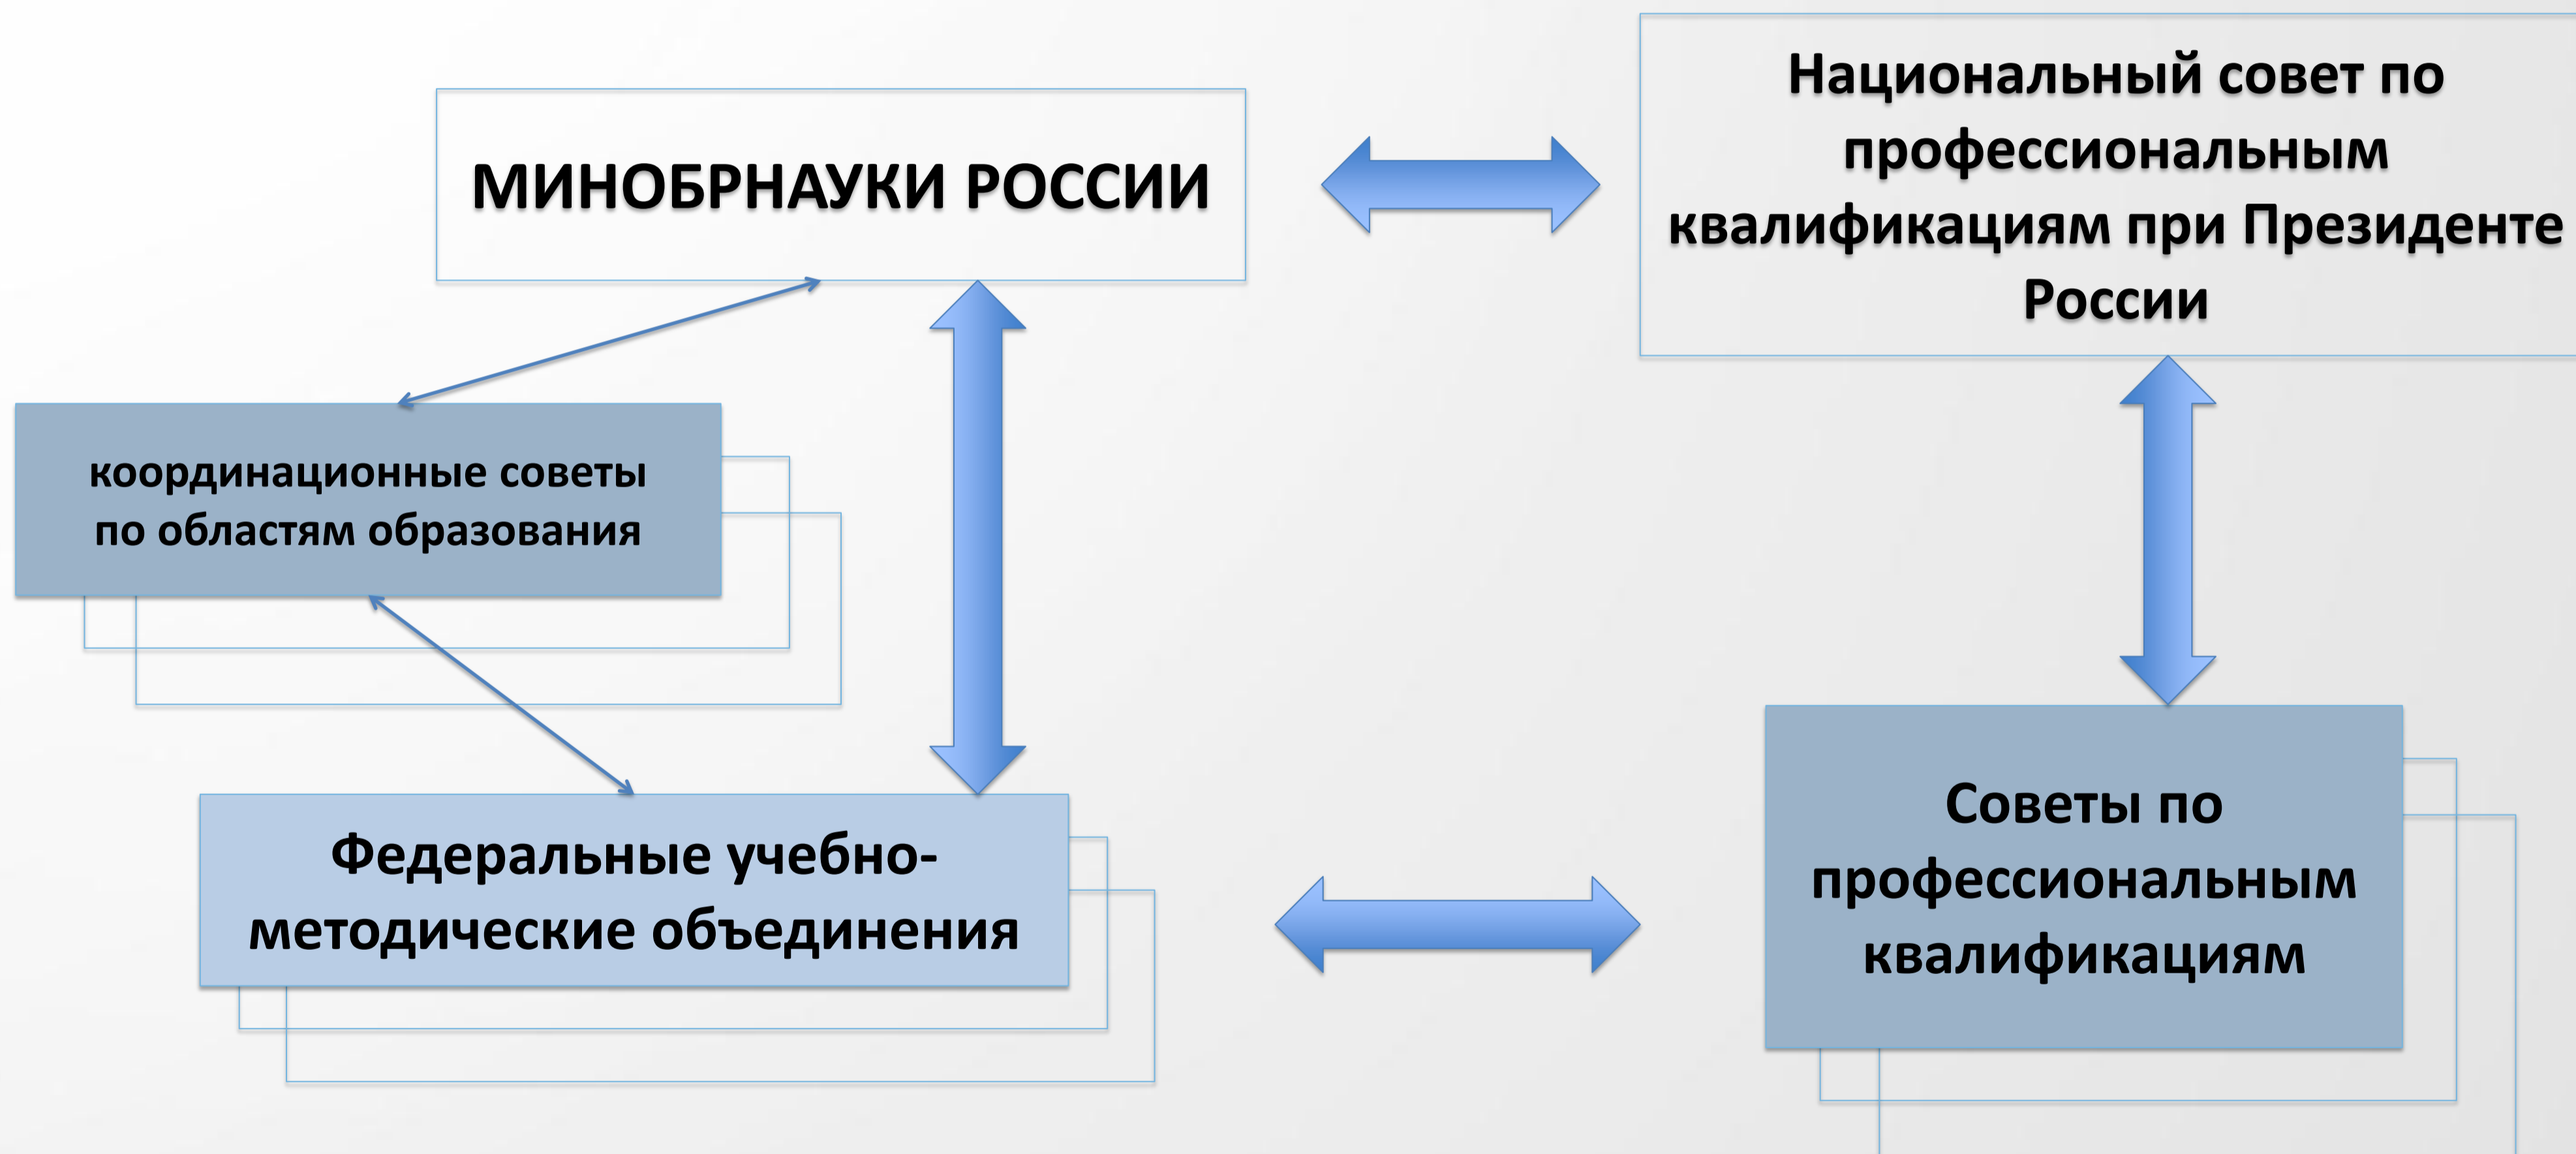 МИНОБРНАУКИ РОССИИ
Национальный совет по
профессиональным
квалификациям при Президенте
России
координационные советы
по областям образования
Федеральные учебно-
методические объединения
Советы по
профессиональным
квалификациям